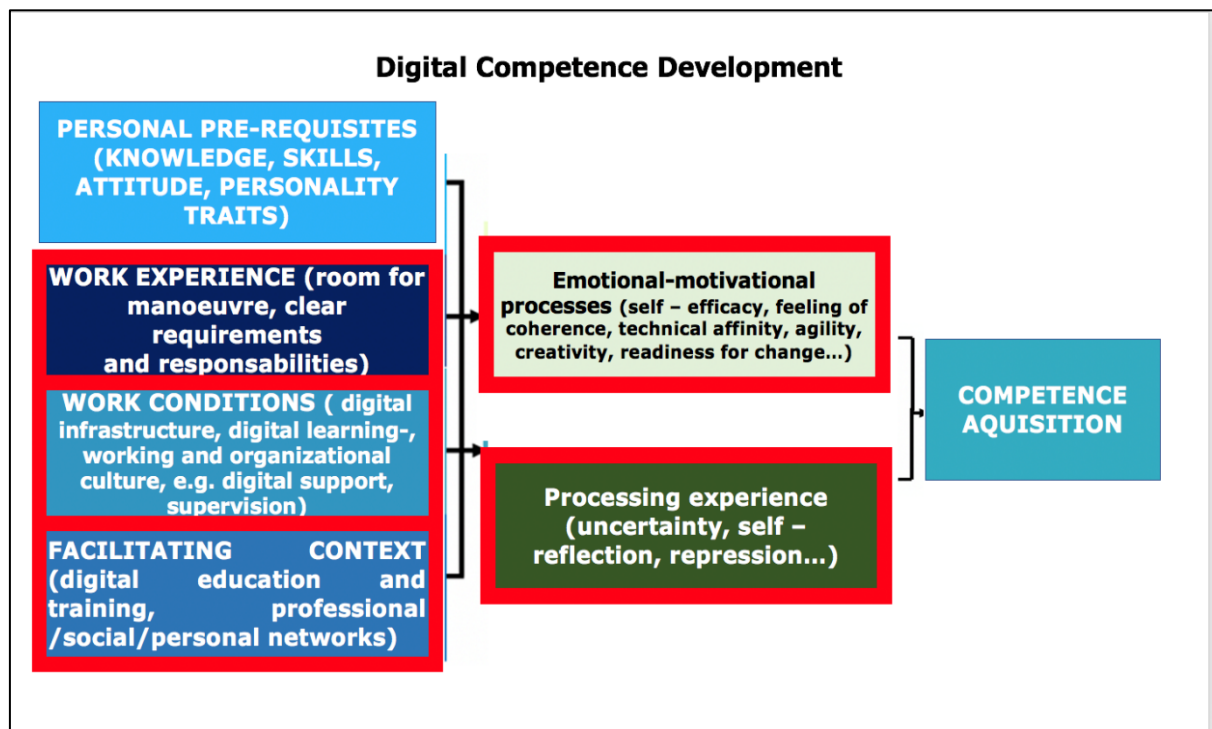 Digital Competence Development
PERSONAL PRE-REQUISITES
(KNOWLEDGE, SKILLS,
ATTITUDE, PERSONALITY
TRAITS)
WORK EXPERIENCE (room for
manoeuvre, clear
requirements
and responsabilities)
WORK CONDITIONS ( digital
infrastructure, digital learning-,
working and organizational
culture, e.g. digital support,
supervision)
FACILITATING CONTEXT
(digital education and
training, professional
/social/personal networks)
Emotional-motivational
processes (self – efficacy, feeling of
coherence, technical affinity, agility,
creativity, readiness for change...)
Processing experience
(uncertainty, self –
reflection, repression...)
COMPETENCE
AQUISITION